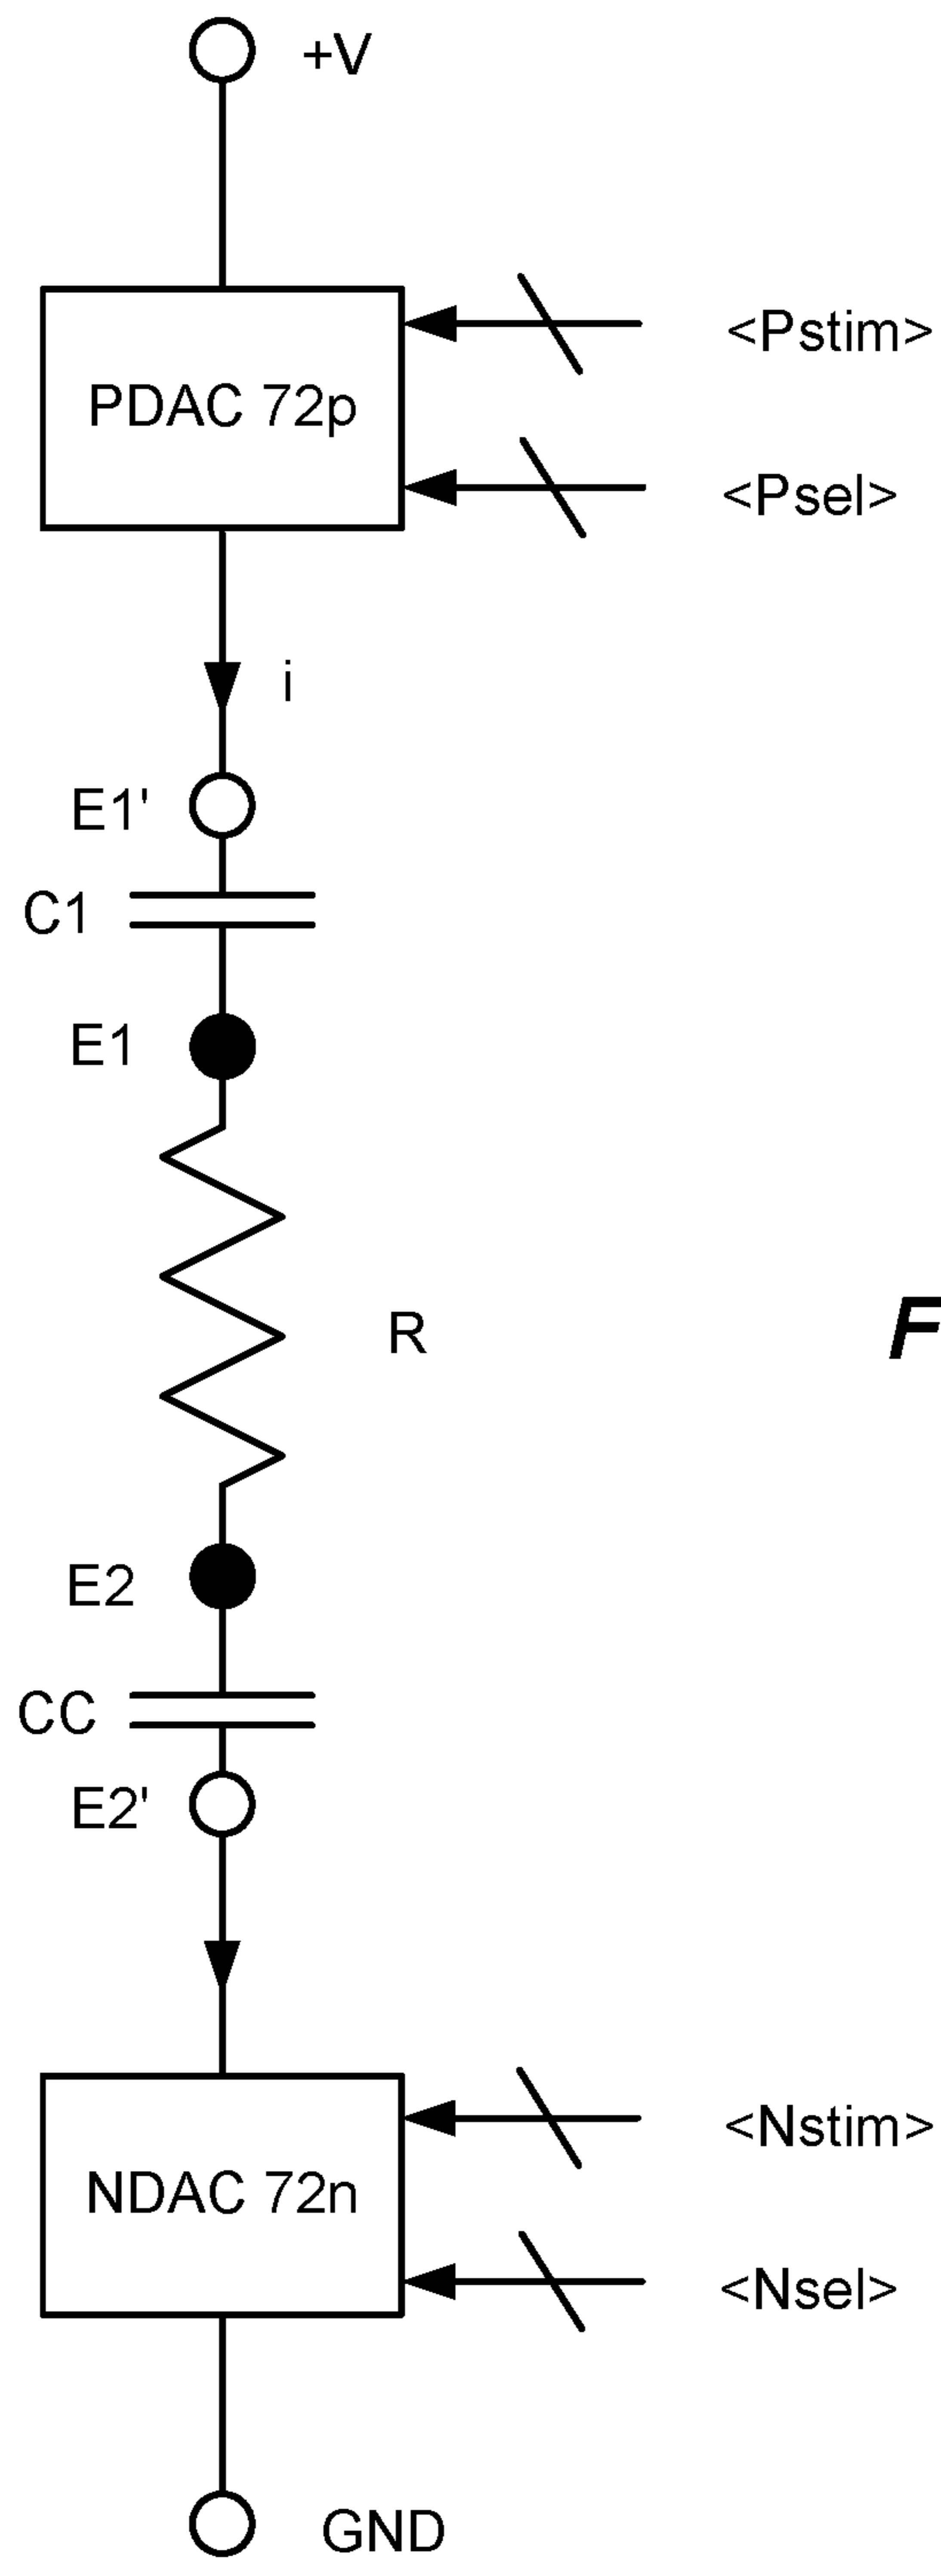 +V
<Pstim>
PDAC 72p
<Psel>
i
E1'
C1
E1
R
F
E2
CC
E2'
<Nstim>
NDAC 72n
<Nsel>
GND